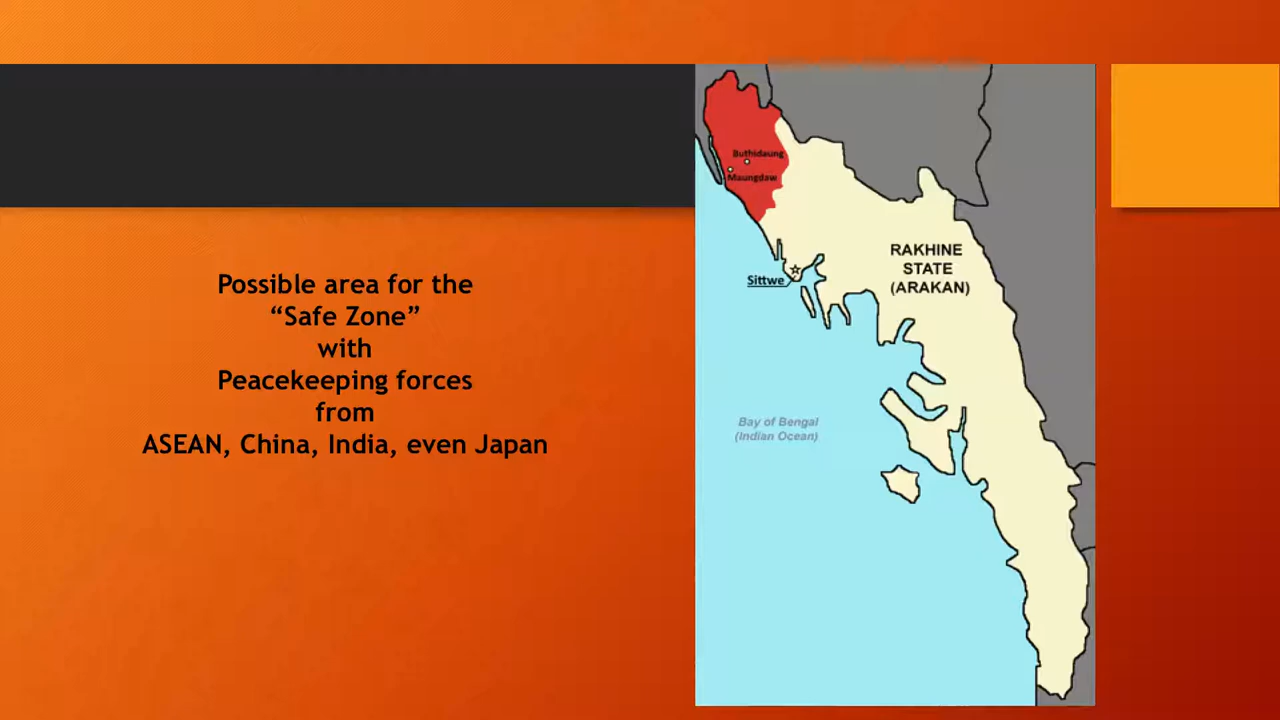 Possible area for the
“Safe Zone”
with
Peacekeeping forces
from
ASEAN, China, India, even Japan
Buthidaung
Maungdaw
RAKHINE
STATE
(ARAKAN)
Sittwe
Bay of Bengal
(Indian Ocean)